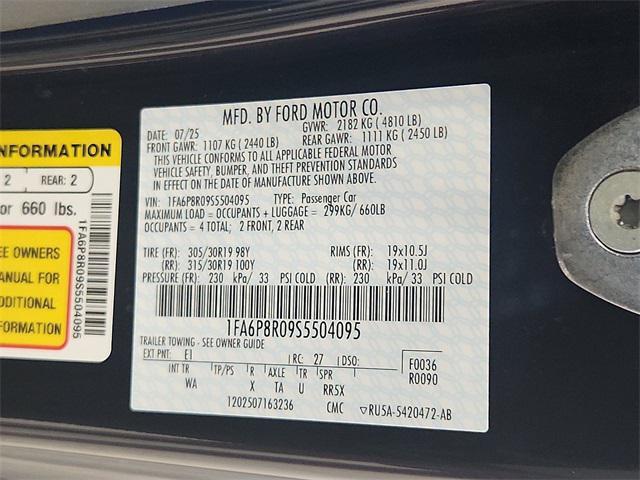 NFORMATION
2 REAR: 2
or 660 lbs.
EE OWNERS
MANUAL FOR
ADDITIONAL
NFORMATION
1FA6P8R09S5504095
MFD. BY FORD MOTOR CO.
DATE: 07/25 GVWR: 2182 KG (4810 LB)
FRONT GAWR: 1107 KG (2440 LB) REAR GAWR: 1111 KG (2450 LB)
THIS VEHICLE CONFORMS TO ALL APPLICABLE FEDERAL MOTOR
VEHICLE SAFETY, BUMPER, AND THEFT PREVENTION STANDARDS
IN EFFECT ON THE DATE OF MANUFACTURE SHOWN ABOVE.
VIN: 1FA6P8R09S5504095 TYPE: Passenger Car
MAXIMUM LOAD = OCCUPANTS + LUGGAGE = 299KG/ 660LB
OCCUPANTS = 4 TOTAL; 2 FRONT, 2 REAR
TIRE (FR): 305/30R19 98Y RIMS (FR): 19x10.5J
(RR): 315/30R19 100Y (RR): 19x11.0J
PRESSURE (FR): 230 kPa/ 33 PSI COLD (RR): 230 kPa/ 33 PSI COLD
1FA6P8R09S5504095
TRAILER TOWING - SEE OWNER GUIDE
EXT PNT: E1 RC: 27 DSO: F0036
INT TR TP/PS R AXLE TR SPR R0090
WA X TA U RR5X
1202507163236 CMC ▽RU5A-5420472-AB